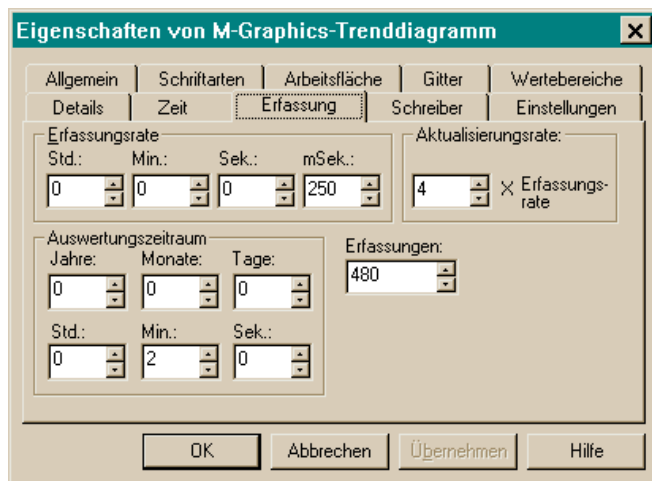 Eigenschaften von M-Graphics-Trenddiagramm
Allgemein Schriftarten Arbeitsfläche Gitter Wertebereiche
Details Zeit Erfassung Schreiber Einstellungen
Erfassungsrate
Std.: Min.: Sek.: mSek.:
0 0 0 250
Aktualisierungsrate:
4 X Erfassungs-
rate
Auswertungszeitraum
Jahre: Monate: Tage:
0 0 0
Std.: Min.: Sek.:
0 2 0
Erfassungen:
480
OK Abbrechen Übernehmen Hilfe